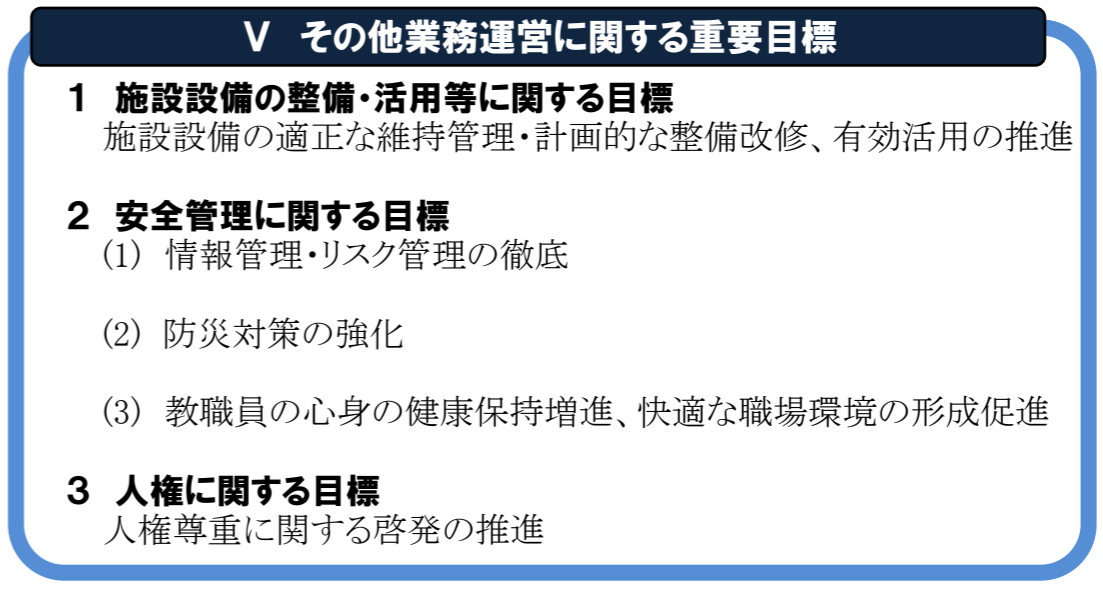 Ⅴ その他業務運営に関する重要目標
１ 施設設備の整備・活用等に関する目標
施設設備の適正な維持管理・計画的な整備改修、有効活用の推進
２ 安全管理に関する目標
(1) 情報管理・リスク管理の徹底
(2) 防災対策の強化
(3) 教職員の心身の健康保持増進、快適な職場環境の形成促進
３ 人権に関する目標
人権尊重に関する啓発の推進